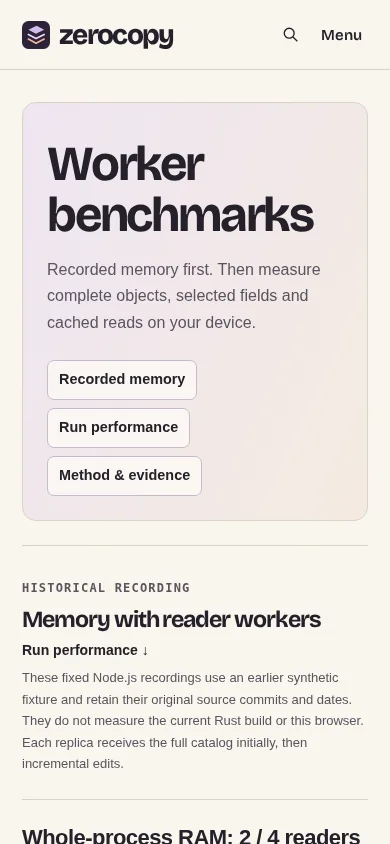 zerocopy
Menu
Worker
benchmarks
Recorded memory first. Then measure
complete objects, selected fields and
cached reads on your device.
Recorded memory
Run performance
Method & evidence
HISTORICAL RECORDING
Memory with reader workers
Run performance ↓
These fixed Node.js recordings use an earlier synthetic
fixture and retain their original source commits and dates.
They do not measure the current Rust build or this browser.
Each replica receives the full catalog initially, then
incremental edits.
Whole-process RAM: 2 / 4 readers